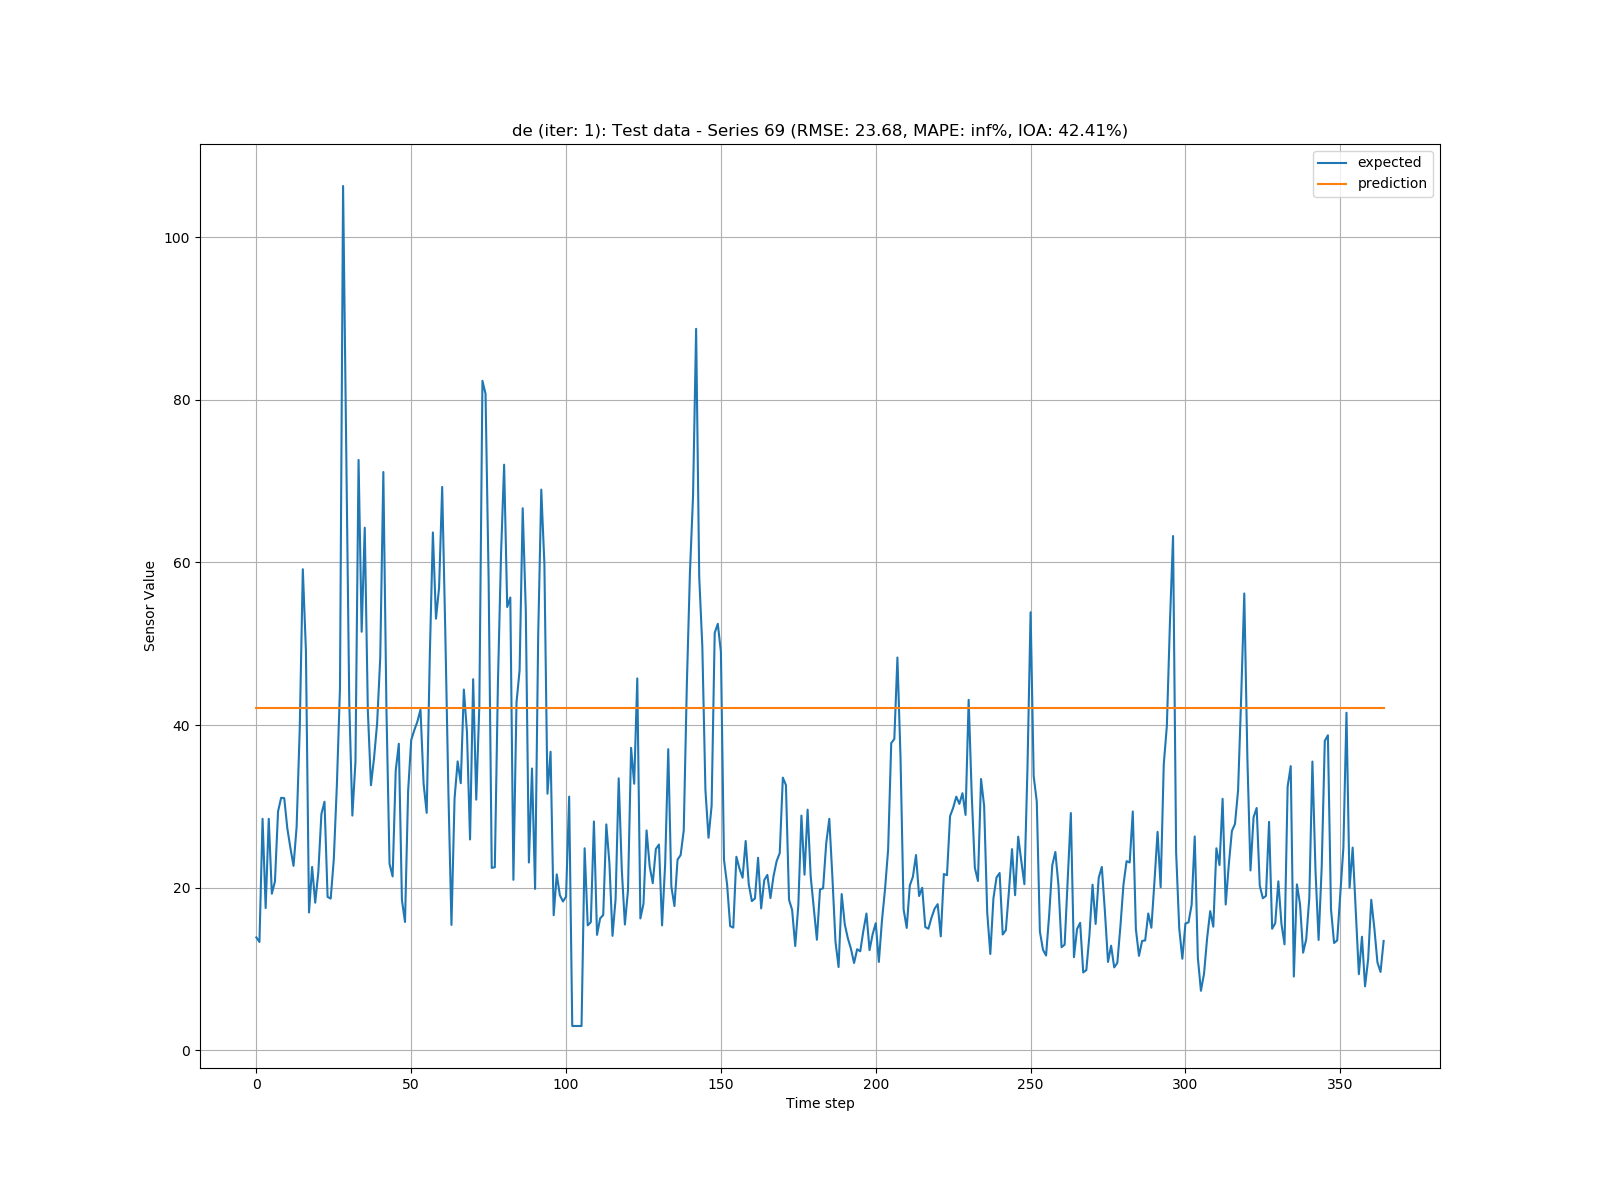 de (iter: 1): Test data - Series 69 (RMSE: 23.68, MAPE: inf%, IOA: 42.41%)
expected
prediction
100
80
60
40
20
0
Sensor Value
0 50 100 150 200 250 300 350
Time step